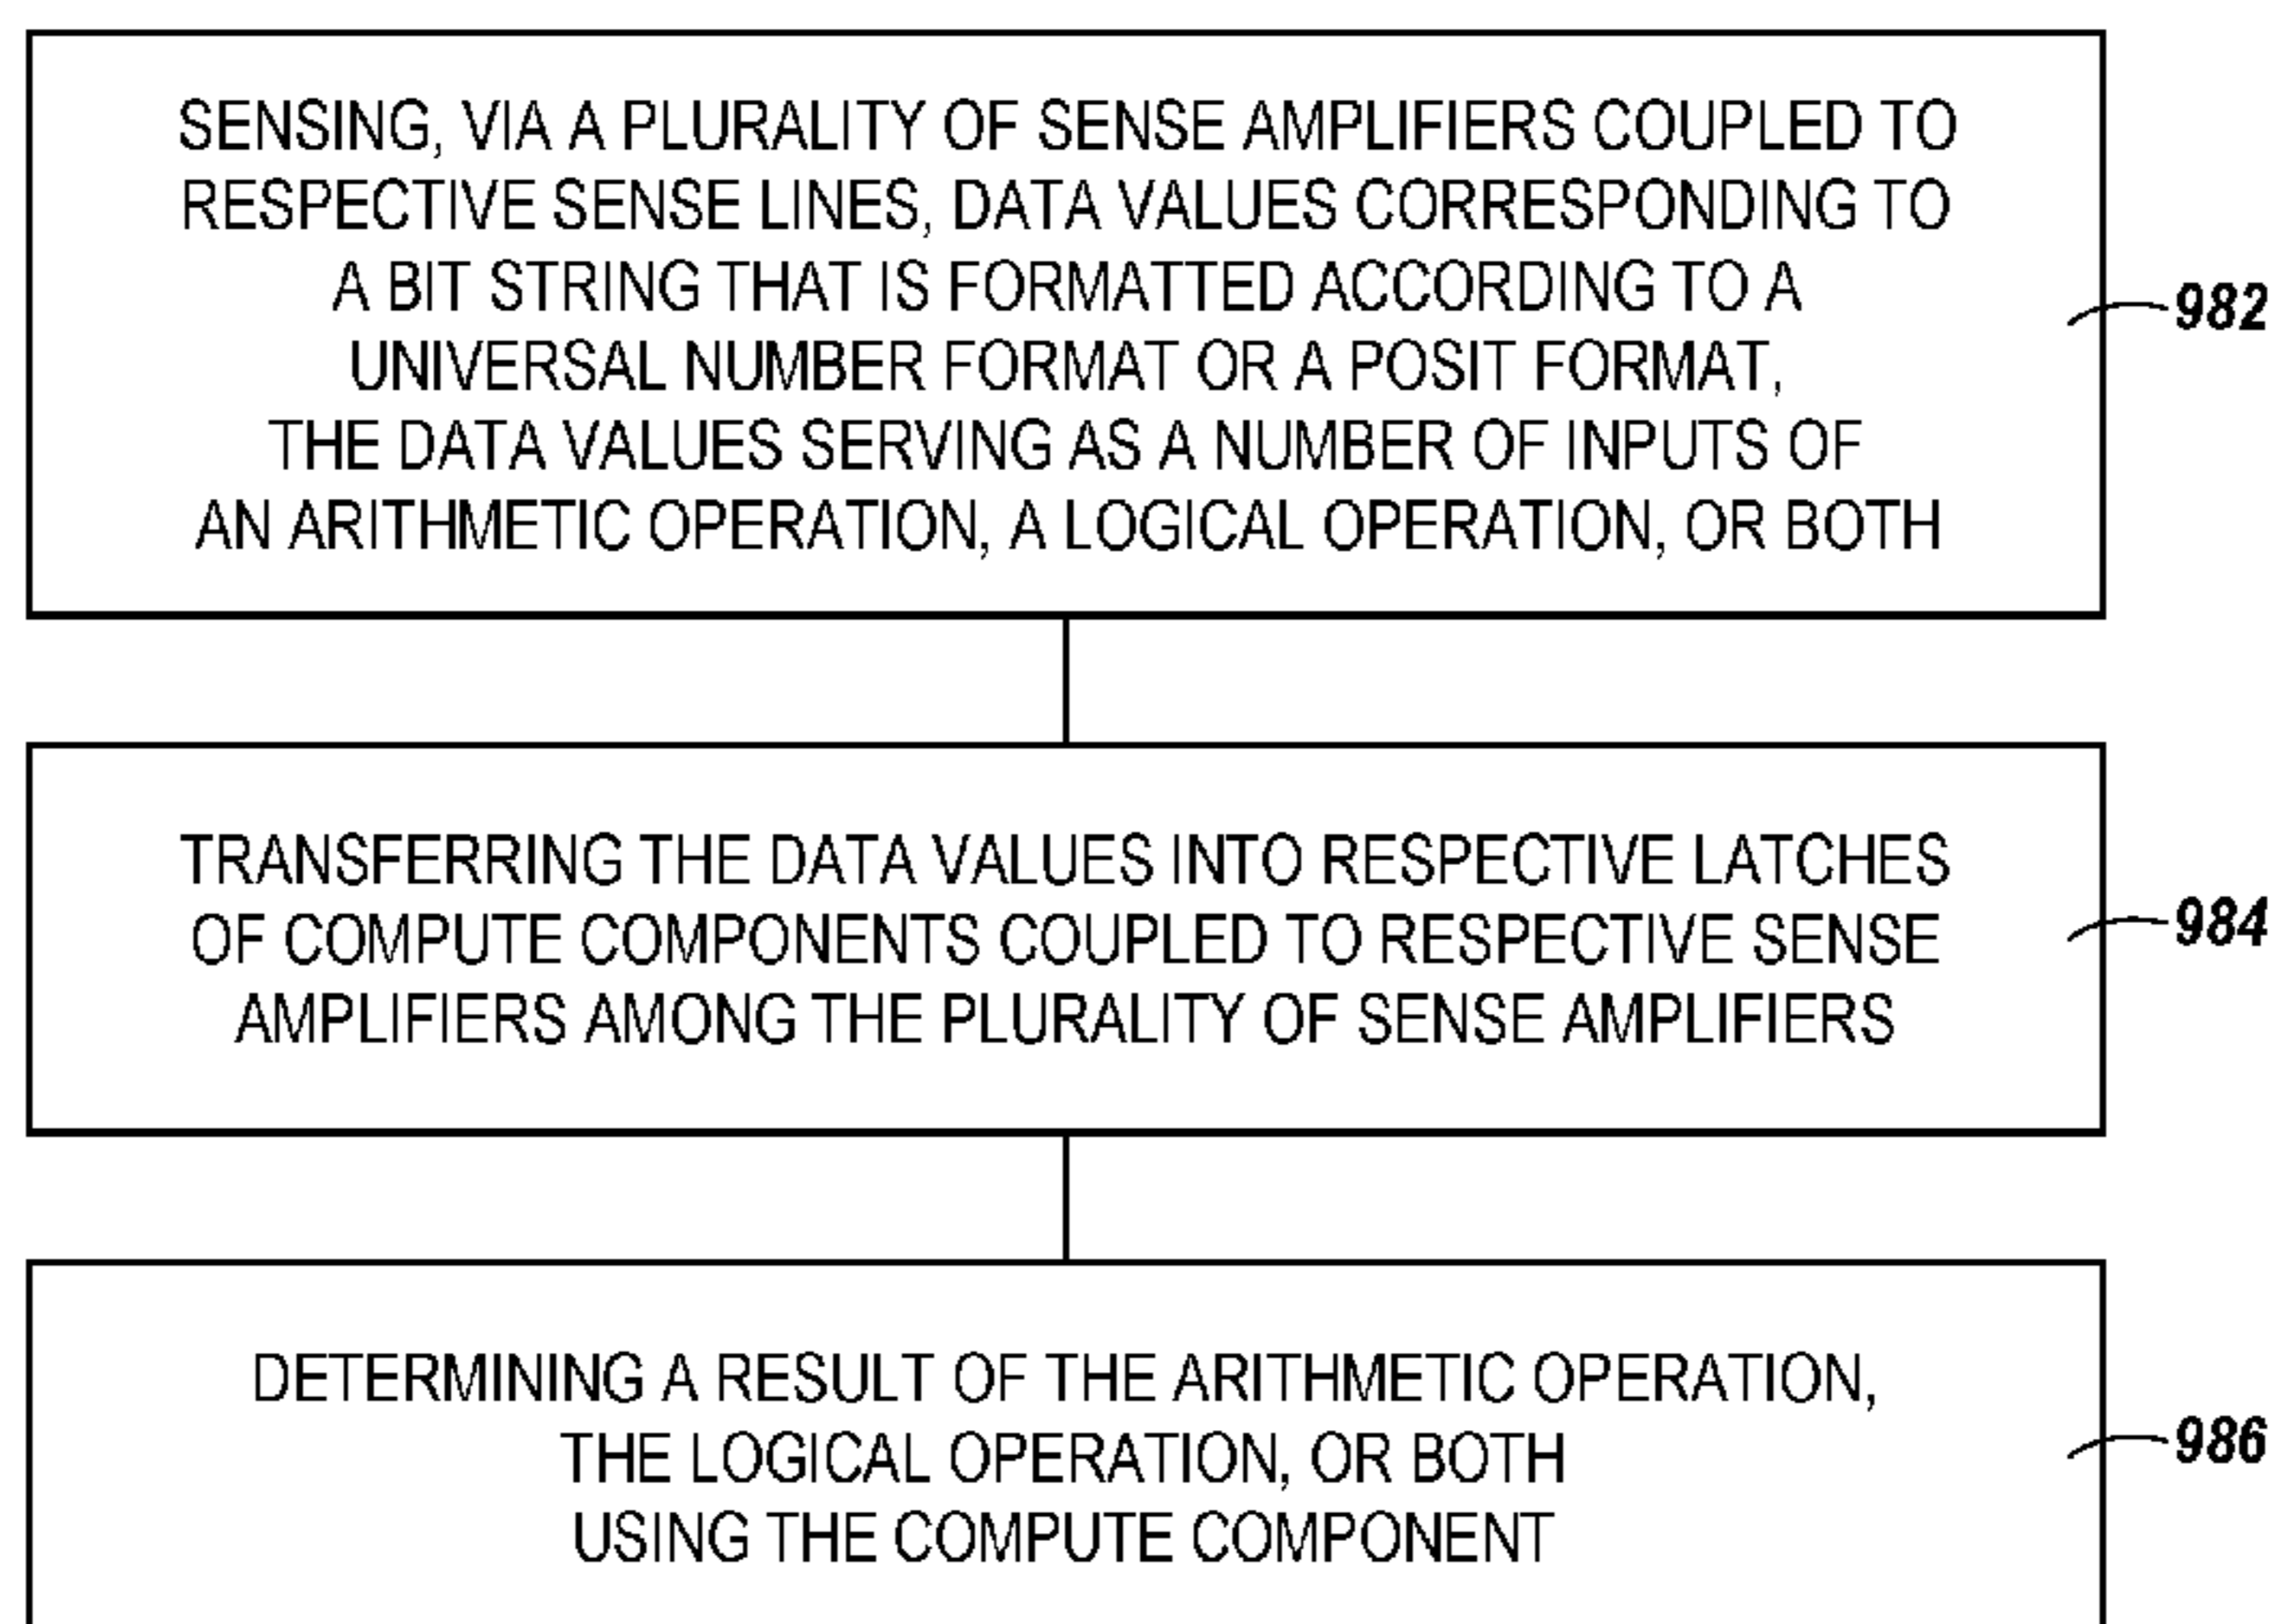 SENSING, VIA A PLURALITY OF SENSE AMPLIFIERS COUPLED TO
RESPECTIVE SENSE LINES, DATA VALUES CORRESPONDING TO
A BIT STRING THAT IS FORMATTED ACCORDING TO A
UNIVERSAL NUMBER FORMAT OR A POSIT FORMAT,
THE DATA VALUES SERVING AS A NUMBER OF INPUTS OF
AN ARITHMETIC OPERATION, A LOGICAL OPERATION, OR BOTH
982
TRANSFERRING THE DATA VALUES INTO RESPECTIVE LATCHES
OF COMPUTE COMPONENTS COUPLED TO RESPECTIVE SENSE
AMPLIFIERS AMONG THE PLURALITY OF SENSE AMPLIFIERS
984
DETERMINING A RESULT OF THE ARITHMETIC OPERATION,
THE LOGICAL OPERATION, OR BOTH
USING THE COMPUTE COMPONENT
986